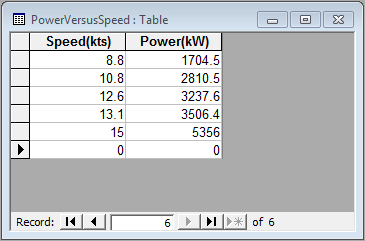 PowerVersusSpeed : Table
Speed(kts) Power(kW)
8.8 1704.5
10.8 2810.5
12.6 3237.6
13.1 3506.4
15 5356
0 0
Record: 6 of 6